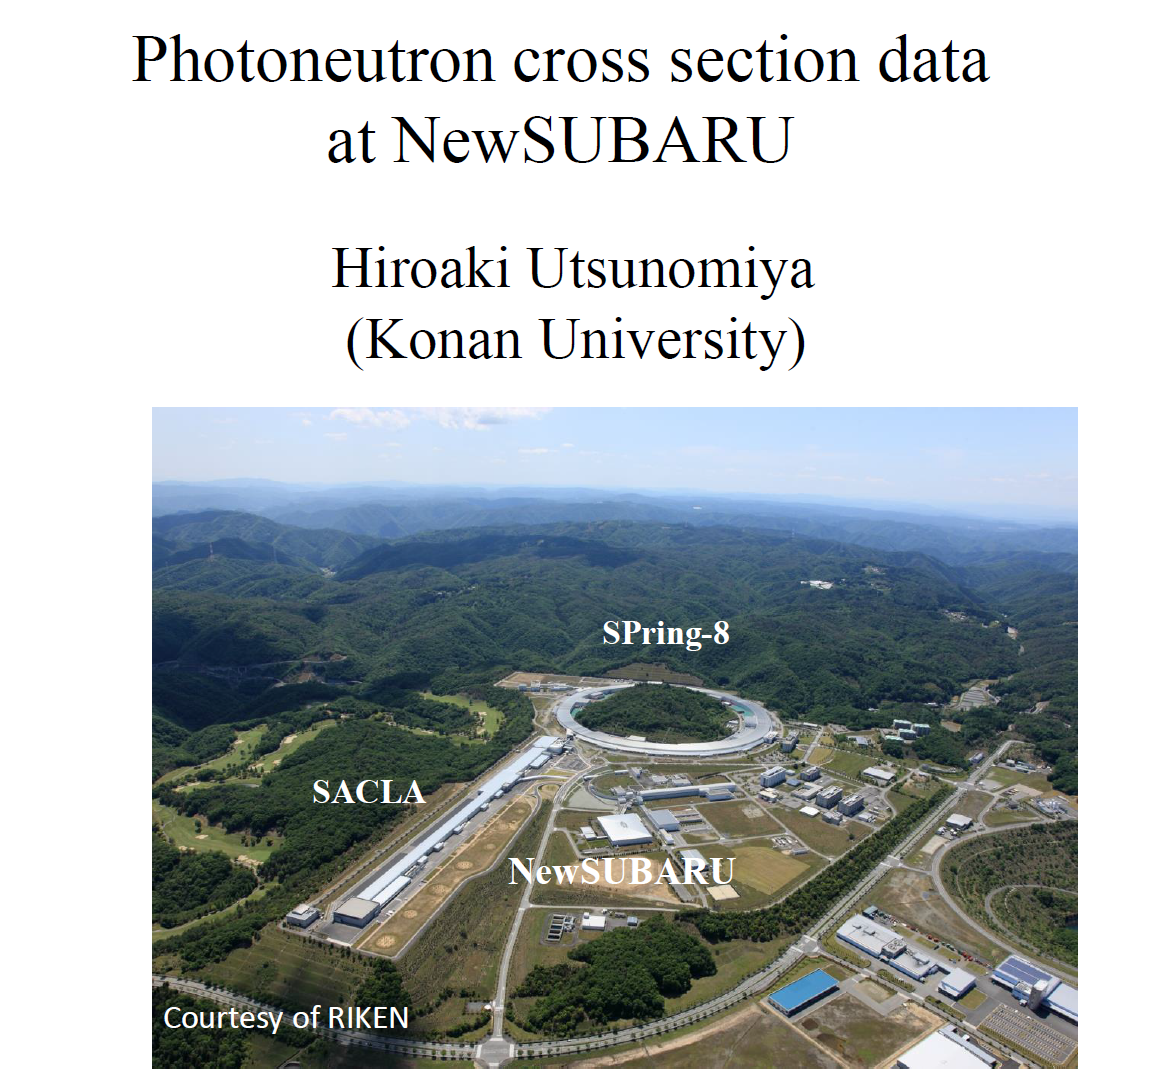 Photoneutron cross section data
at NewSUBARU
Hiroaki Utsunomiya
(Konan University)
SPring-8
SACLA
NewSUBARU
Courtesy of RIKEN